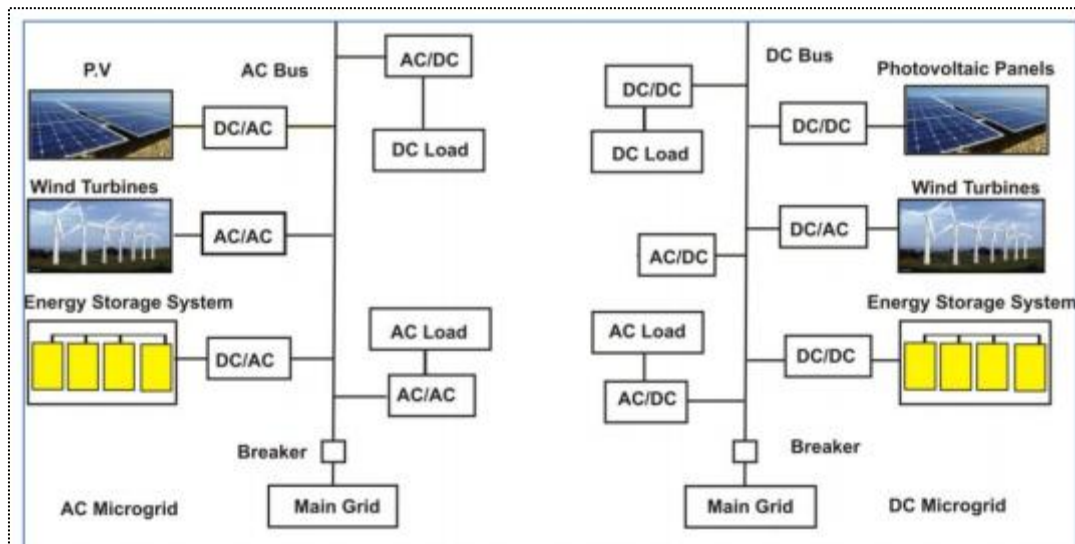 P.V
AC Bus
AC/DC
DC/AC
DC Load
Wind Turbines
AC/AC
Energy Storage System
AC Load
DC/AC
AC/AC
Breaker
Main Grid
AC Microgrid
DC Bus
Photovoltaic Panels
DC/DC
DC/DC
DC Load
Wind Turbines
DC/AC
AC/DC
Energy Storage System
AC Load
DC/DC
AC/DC
Breaker
Main Grid
DC Microgrid